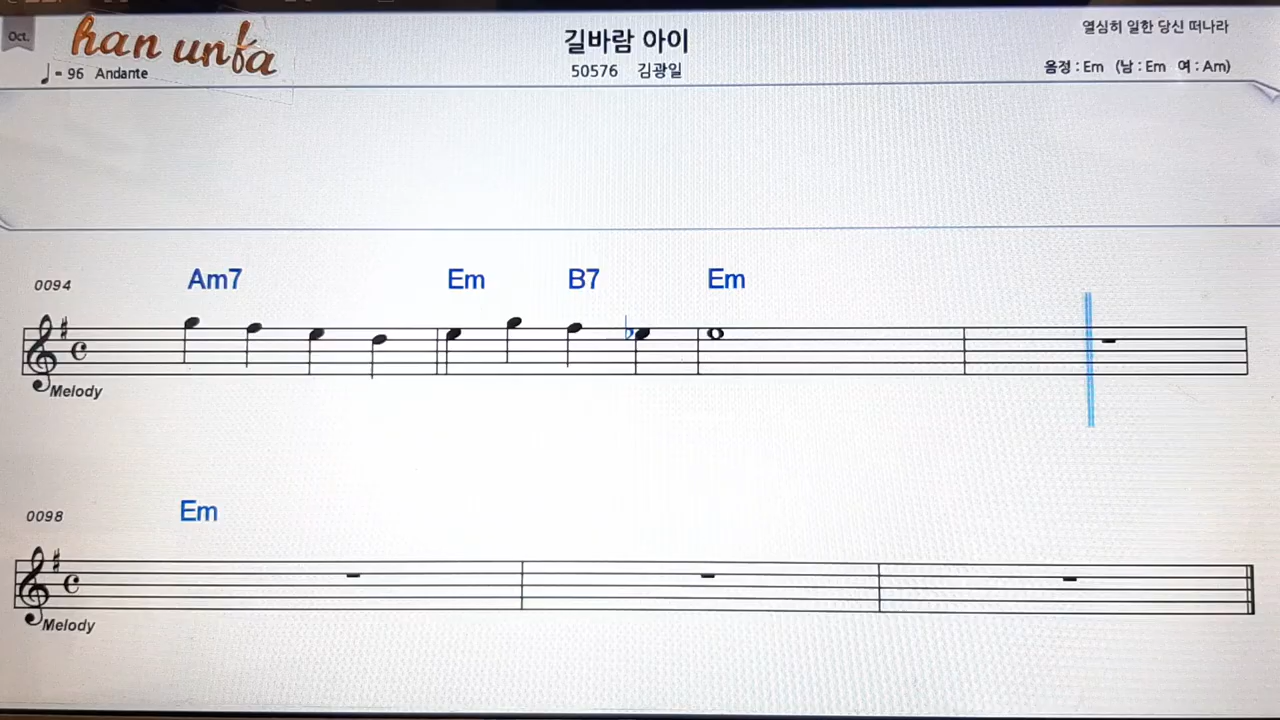 Oct.
han unfa
= 96 Andante
길바람 아이
50576 김광일
열심히 일한 당신 떠나라
음정 : Em (남 : Em 여 : Am)
0094
Am7 Em B7 Em
Melody
0098
Em
Melody